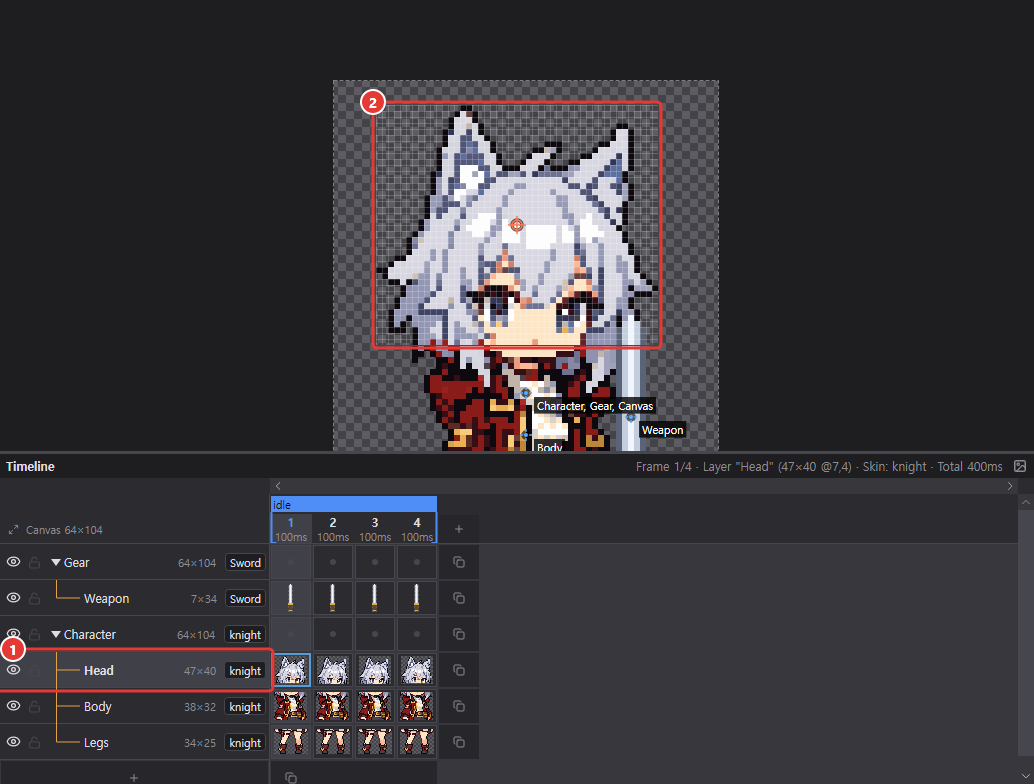 2
Character, Gear, Canvas
Weapon
Body
Timeline
Frame 1/4 · Layer "Head" (47×40 @7,4) · Skin: knight · Total 400ms
idle
1 2 3 4 +
Canvas 64×104
100ms 100ms 100ms 100ms
Gear 64×104 Sword
Weapon 7×34 Sword
Character 64×104 knight
1
Head 47×40 knight
Body 38×32 knight
Legs 34×25 knight
+